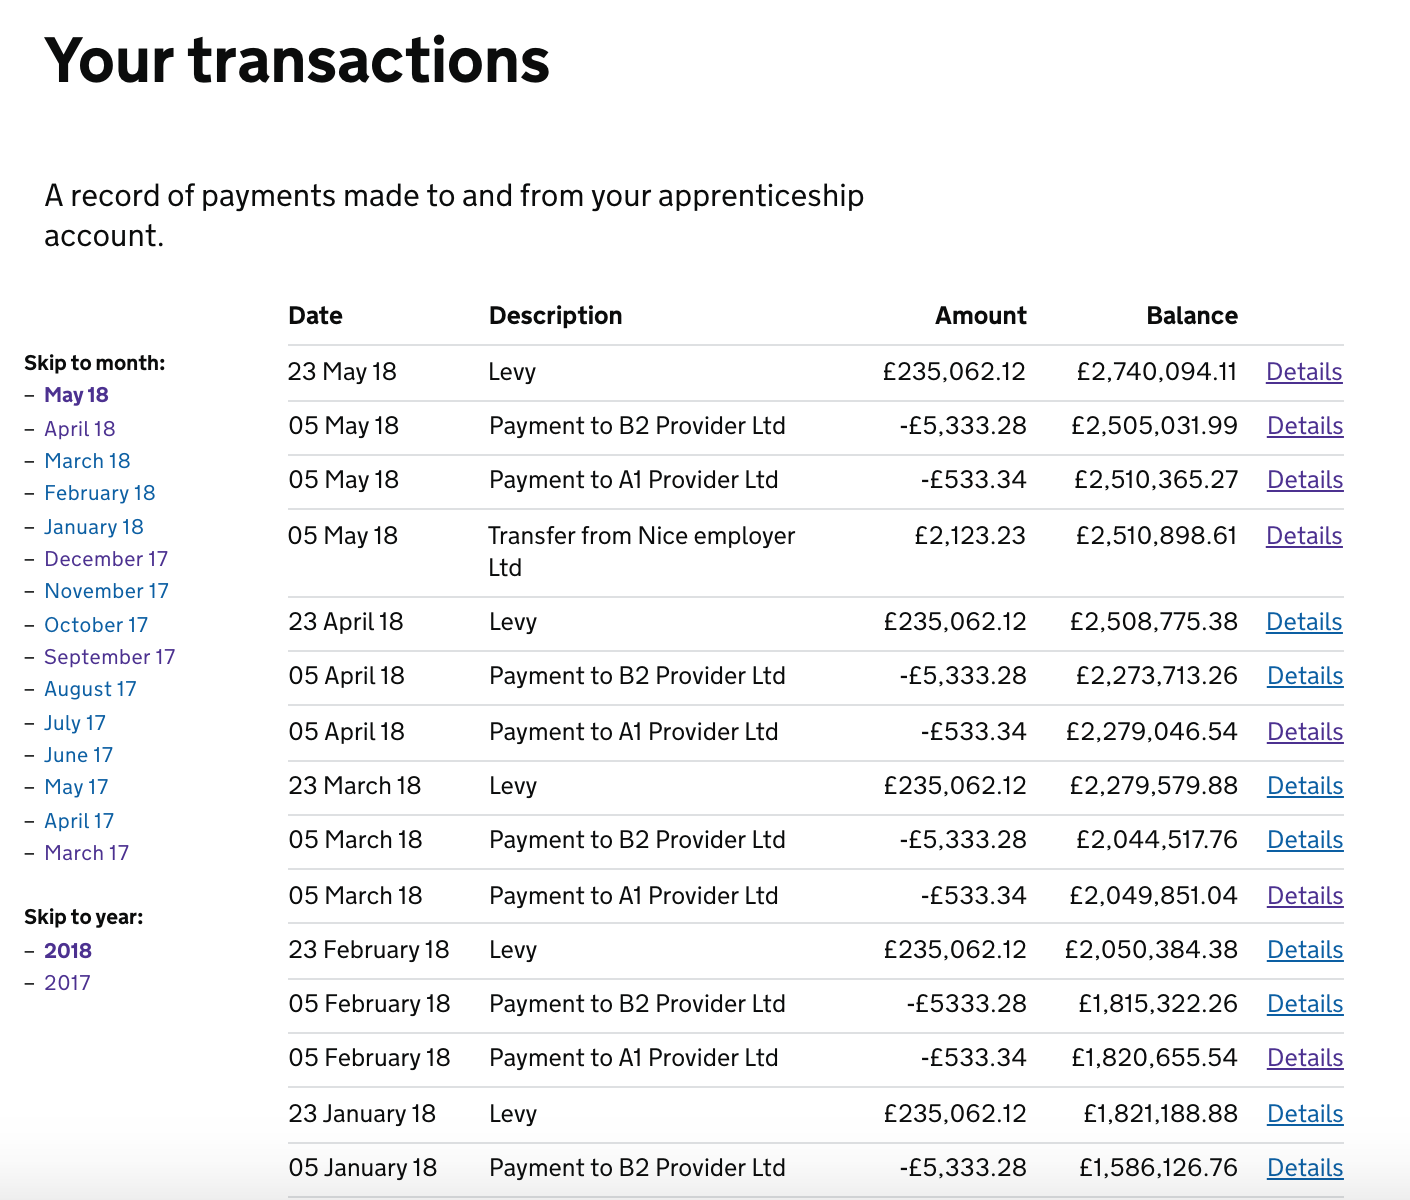 Your transactions
A record of payments made to and from your apprenticeship
account.
Skip to month:
– May 18
– April 18
– March 18
– February 18
– January 18
– December 17
– November 17
– October 17
– September 17
– August 17
– July 17
– June 17
– May 17
– April 17
– March 17
Skip to year:
– 2018
– 2017
Date Description Amount Balance
23 May 18 Levy £235,062.12 £2,740,094.11 Details
05 May 18 Payment to B2 Provider Ltd -£5,333.28 £2,505,031.99 Details
05 May 18 Payment to A1 Provider Ltd -£533.34 £2,510,365.27 Details
05 May 18 Transfer from Nice employer £2,123.23 £2,510,898.61 Details
Ltd
23 April 18 Levy £235,062.12 £2,508,775.38 Details
05 April 18 Payment to B2 Provider Ltd -£5,333.28 £2,273,713.26 Details
05 April 18 Payment to A1 Provider Ltd -£533.34 £2,279,046.54 Details
23 March 18 Levy £235,062.12 £2,279,579.88 Details
05 March 18 Payment to B2 Provider Ltd -£5,333.28 £2,044,517.76 Details
05 March 18 Payment to A1 Provider Ltd -£533.34 £2,049,851.04 Details
23 February 18 Levy £235,062.12 £2,050,384.38 Details
05 February 18 Payment to B2 Provider Ltd -£5333.28 £1,815,322.26 Details
05 February 18 Payment to A1 Provider Ltd -£533.34 £1,820,655.54 Details
23 January 18 Levy £235,062.12 £1,821,188.88 Details
05 January 18 Payment to B2 Provider Ltd -£5,333.28 £1,586,126.76 Details